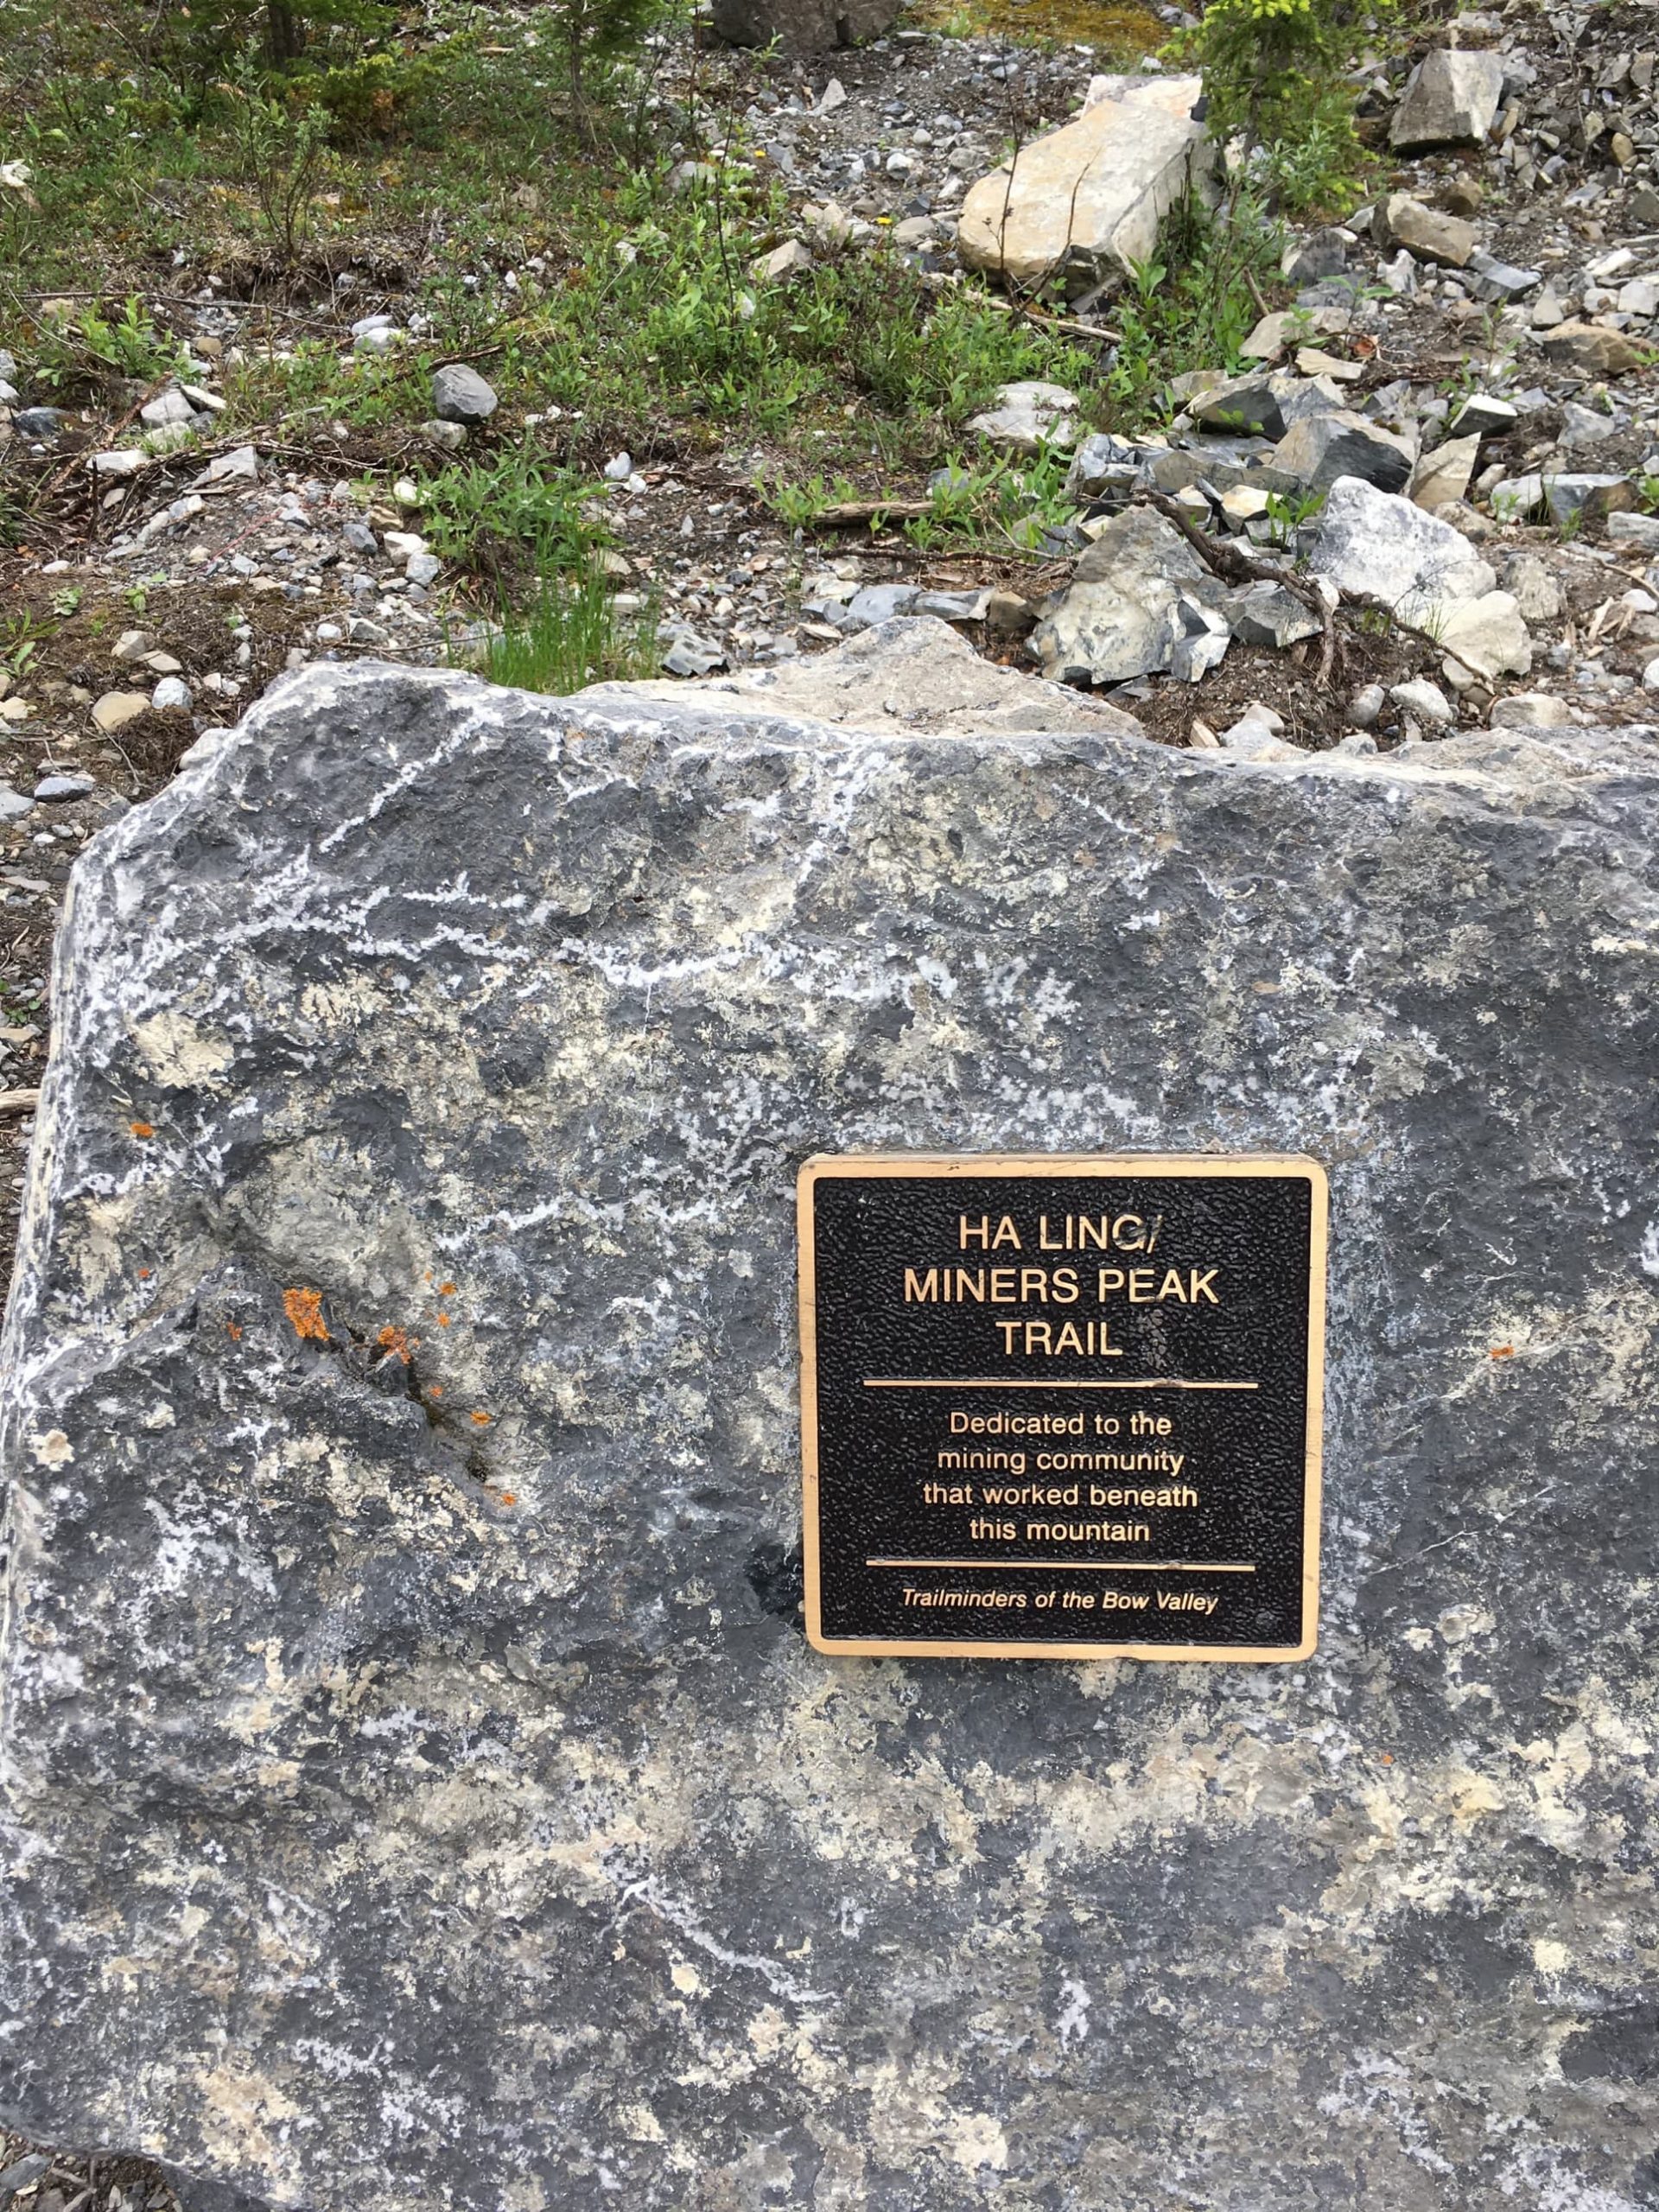 HA LING/
MINERS PEAK
TRAIL
Dedicated to the
mining community
that worked beneath
this mountain
Trailminders of the Bow Valley